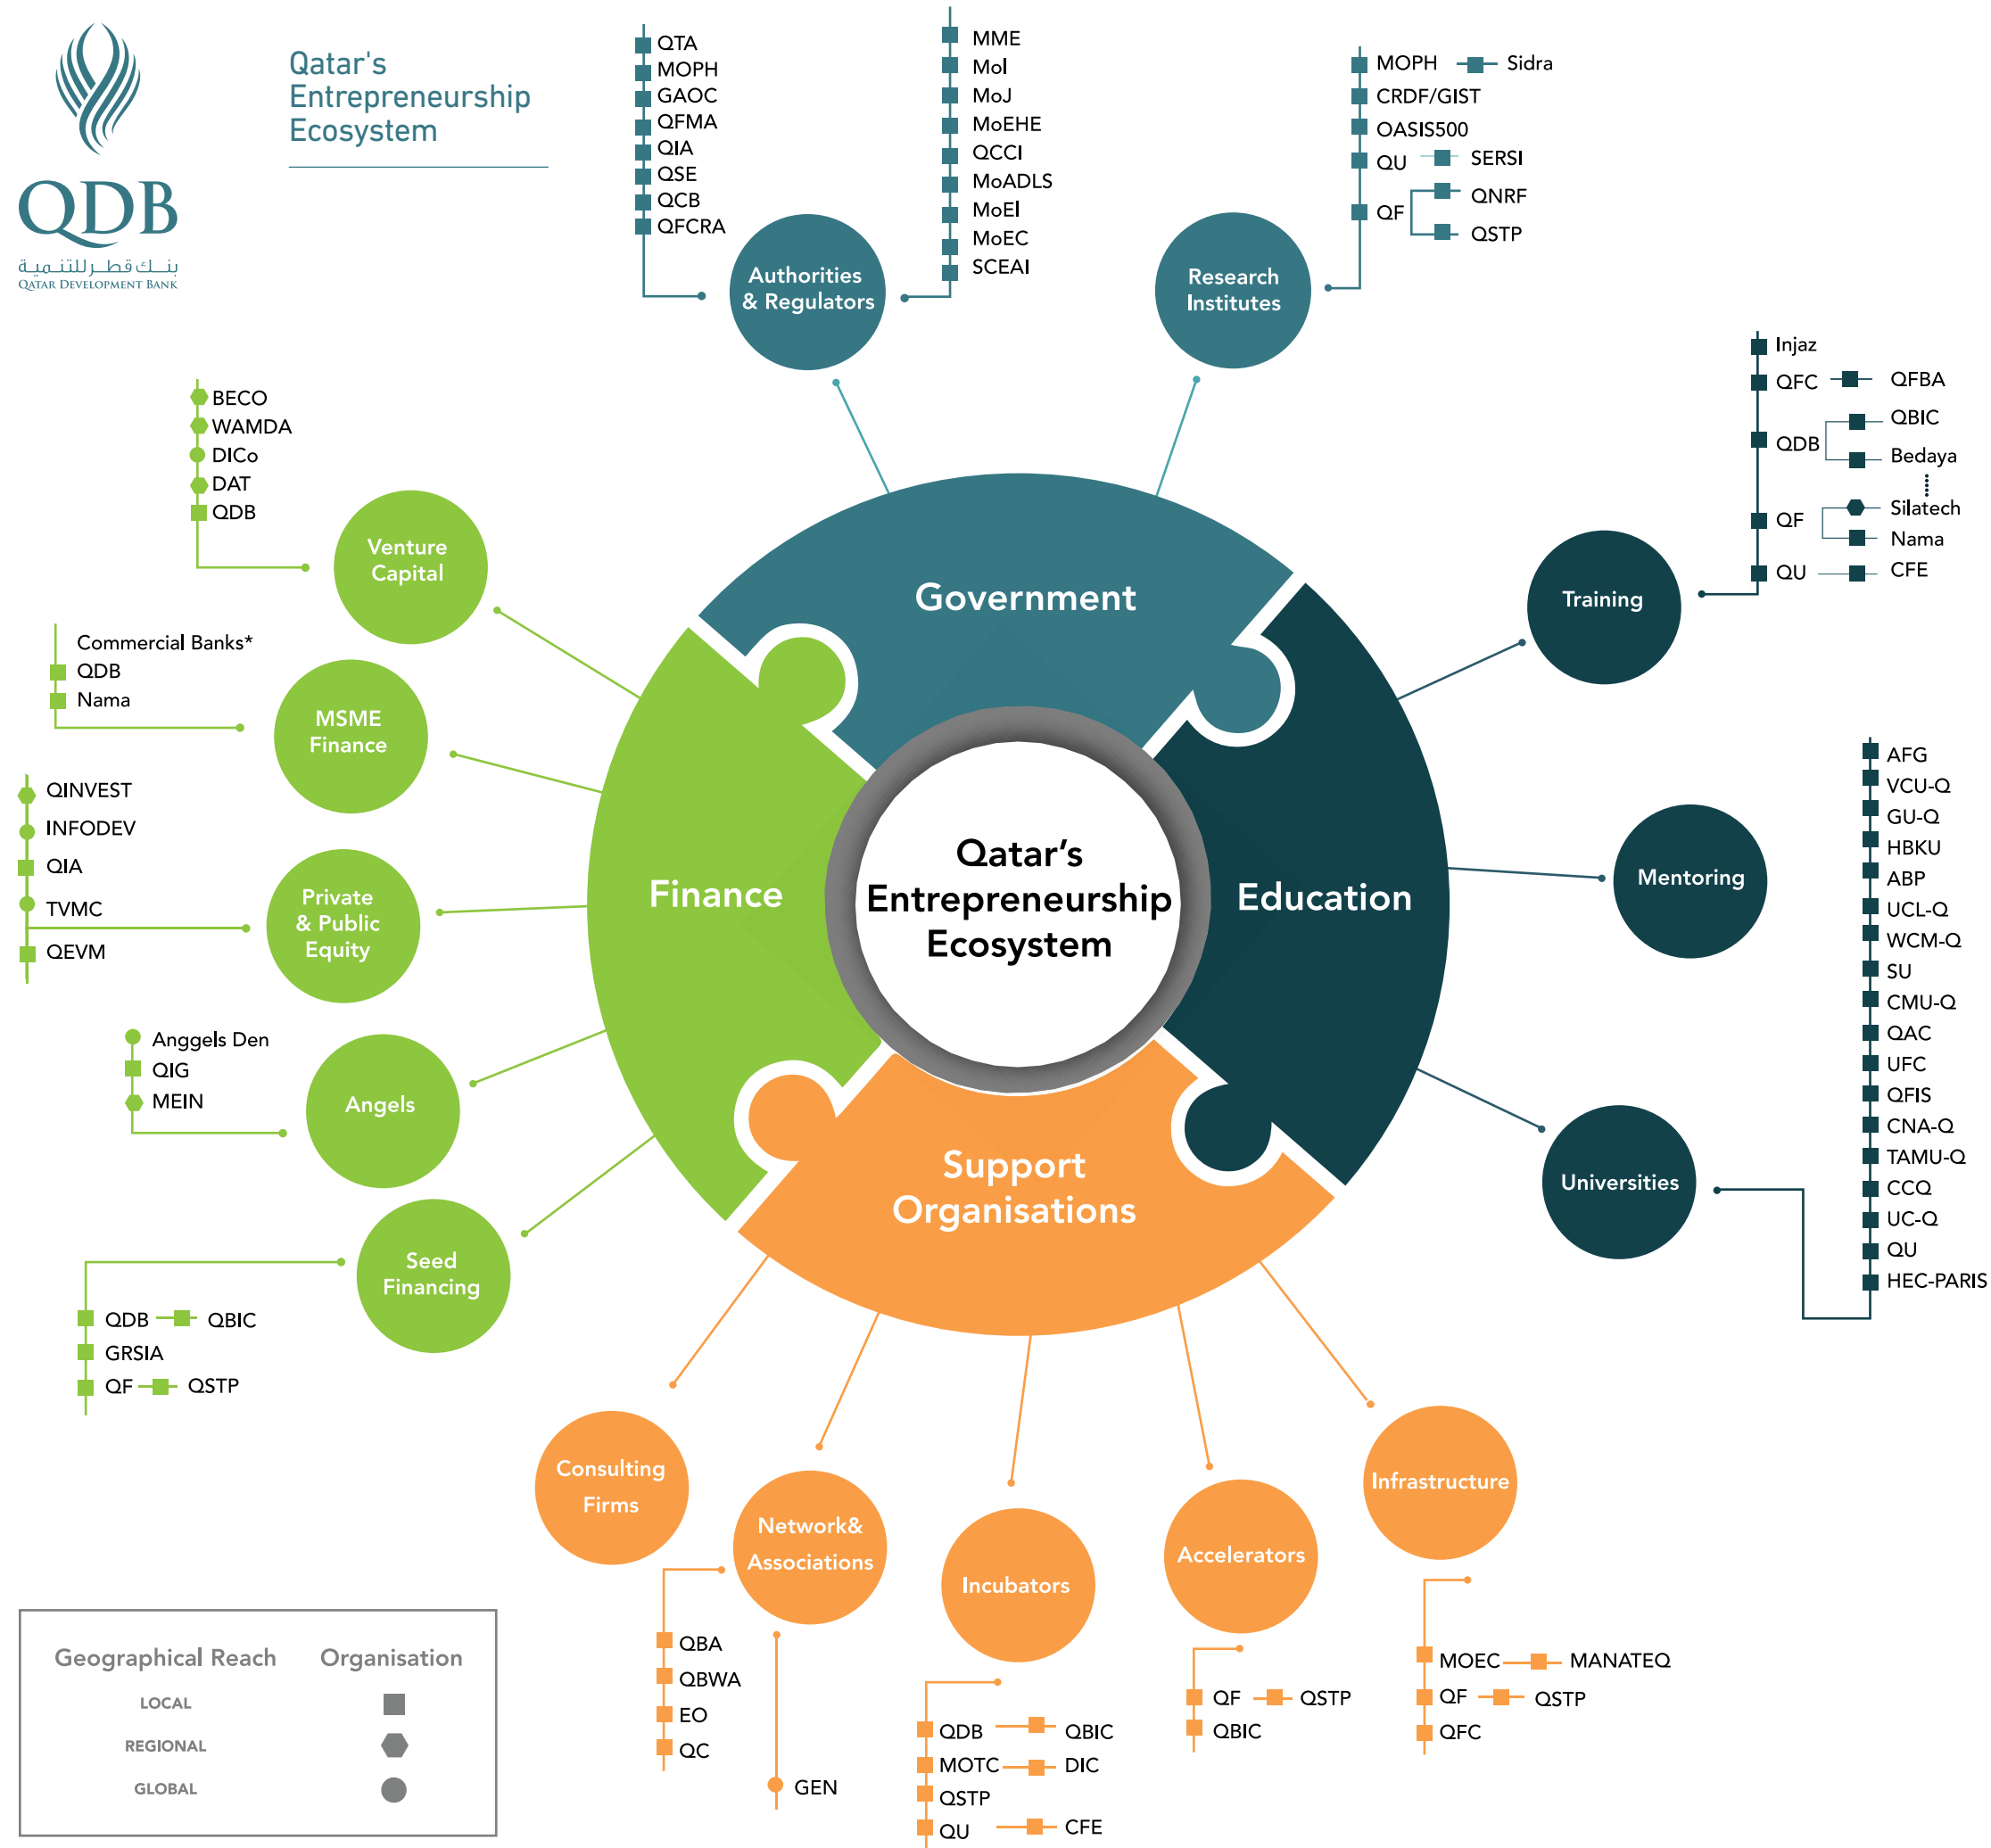 QDB
بنك قطر للتنمية
QATAR DEVELOPMENT BANK
Qatar's
Entrepreneurship
Ecosystem
QTA
MOPH
GAOC
QFMA
QIA
QSE
QCB
QFCRA
MME
MoI
MoJ
MoEHE
QCCI
MoADLS
MoEI
MoEC
SCEAI
Authorities
& Regulators
MOPH
Sidra
CRDF/GIST
OASIS500
QU
SERSI
QF
QNRF
QSTP
Research
Institutes
Injaz
QFC
QFBA
QDB
QBIC
Bedaya
QF
Silatech
Nama
QU
CFE
Training
BECO
WAMDA
DICo
DAT
QDB
Venture
Capital
Commercial Banks*
QDB
Nama
MSME
Finance
QINVEST
INFODEV
QIA
TVMC
QEVM
Private
& Public
Equity
Anggels Den
QIG
MEIN
Angels
Seed
Financing
QDB
QBIC
GRSIA
QF
QSTP
Government
Finance
Qatar’s
Entrepreneurship
Ecosystem
Education
Support
Organisations
Mentoring
Universities
AFG
VCU-Q
GU-Q
HBKU
ABP
UCL-Q
WCM-Q
SU
CMU-Q
QAC
UFC
QFIS
CNA-Q
TAMU-Q
CCQ
UC-Q
QU
HEC-PARIS
Consulting
Firms
Network&
Associations
QBA
QBWA
EO
QC
GEN
Incubators
QDB
QBIC
MOTC
DIC
QSTP
QU
CFE
Accelerators
QF
QSTP
QBIC
Infrastructure
MOEC
MANATEQ
QF
QSTP
QFC
Geographical Reach
Organisation
LOCAL
REGIONAL
GLOBAL